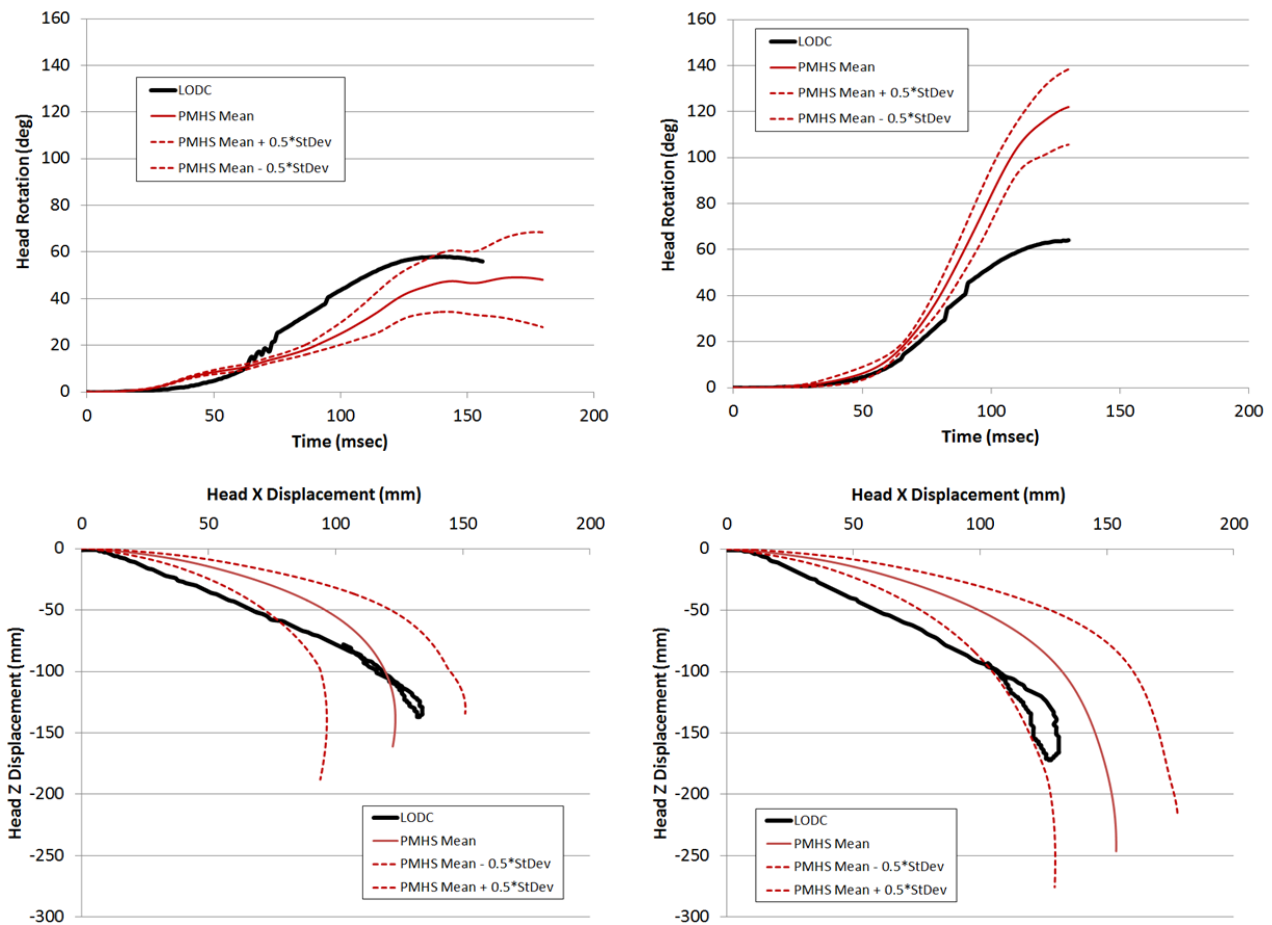 160
140
120
100
80
60
40
20
0
Head Rotation (deg)
LODC
PMHS Mean
PMHS Mean + 0.5*StDev
PMHS Mean - 0.5*StDev
0 50 100 150 200
Time (msec)
160
140
120
100
80
60
40
20
0
Head Rotation (deg)
LODC
PMHS Mean
PMHS Mean + 0.5*StDev
PMHS Mean - 0.5*StDev
0 50 100 150 200
Time (msec)
Head X Displacement (mm)
0 50 100 150 200
0
-50
-100
-150
-200
-250
-300
Head Z Displacement (mm)
LODC
PMHS Mean
PMHS Mean - 0.5*StDev
PMHS Mean + 0.5*StDev
Head X Displacement (mm)
0 50 100 150 200
0
-50
-100
-150
-200
-250
-300
Head Z Displacement (mm)
LODC
PMHS Mean
PMHS Mean - 0.5*StDev
PMHS Mean + 0.5*StDev